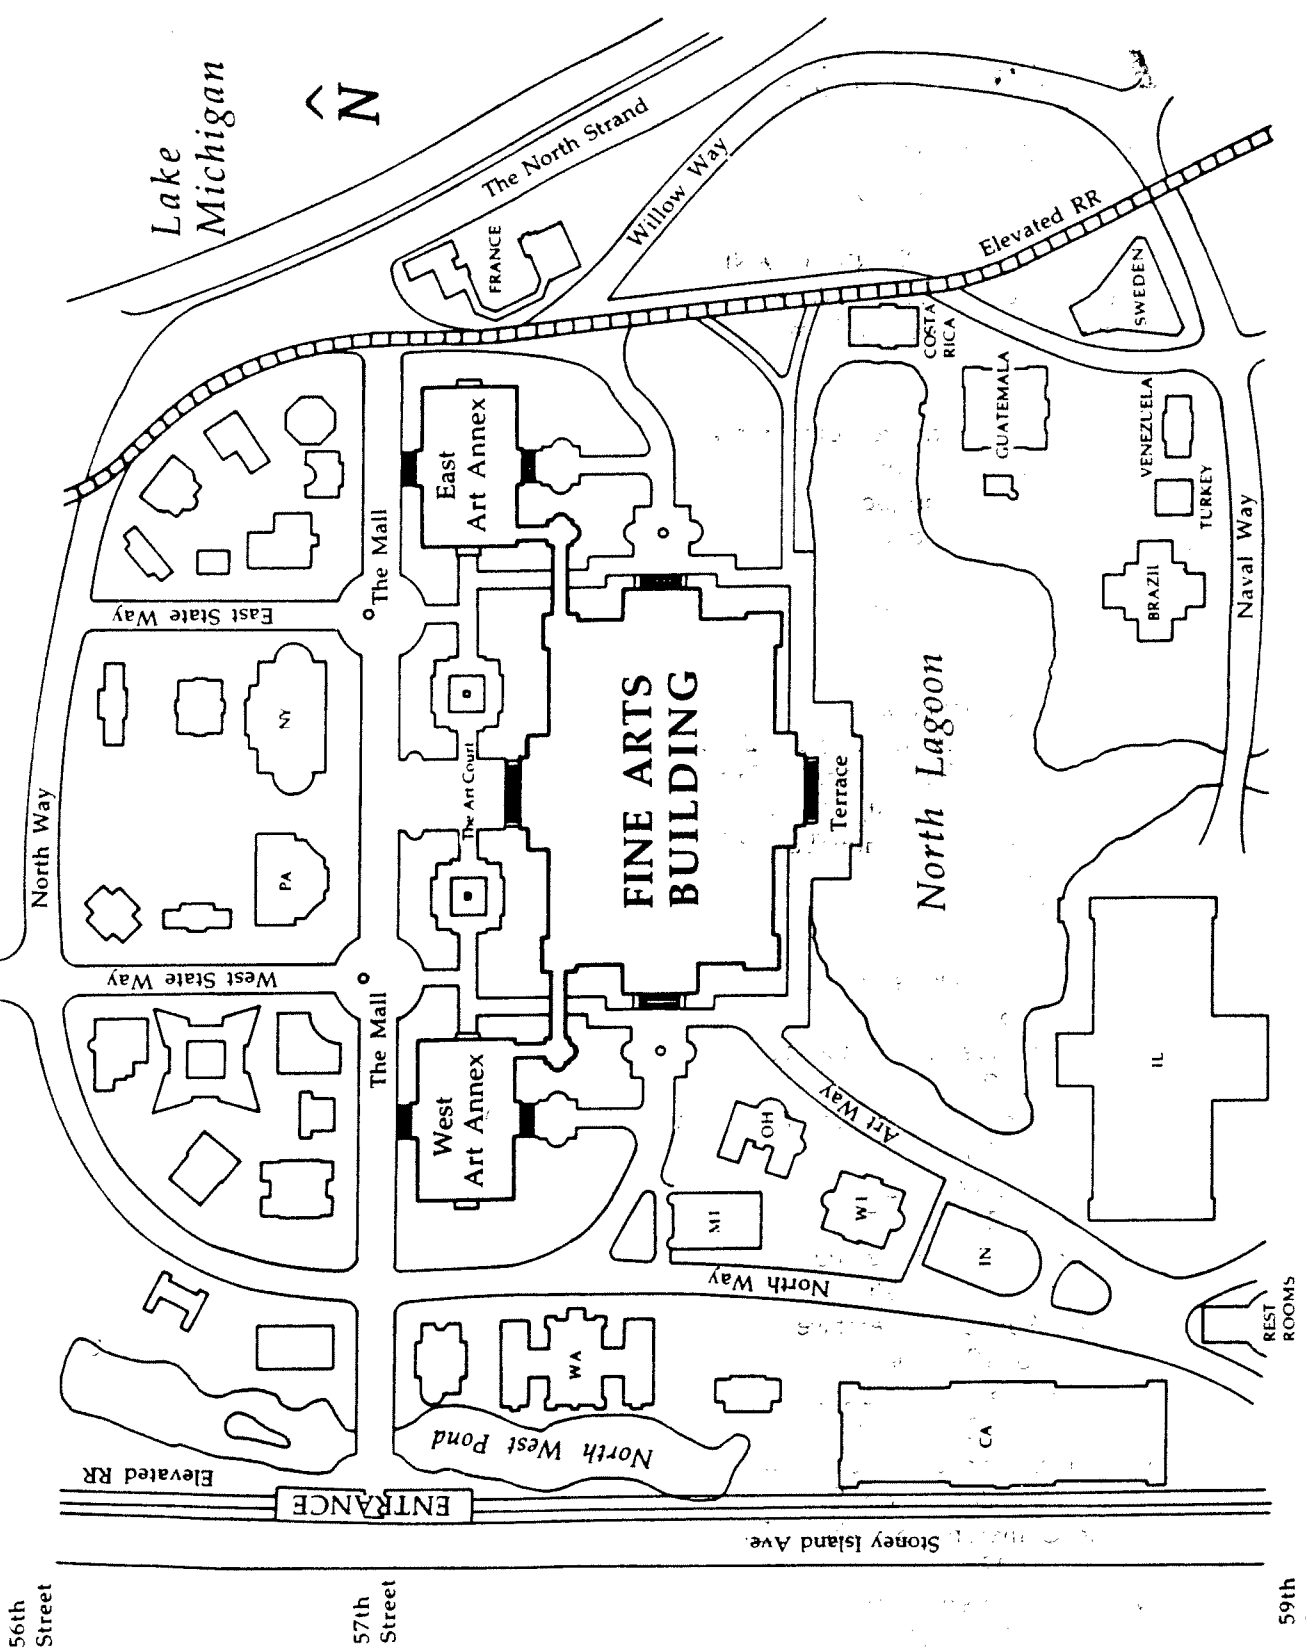 Lake
Michigan
N
^
The North Strand
Willow Way
FRANCE
Elevated RR
SWEDEN
COSTA
RICA
GUATEMALA
VENEZUELA
TURKEY
BRAZIL
Naval Way
East
Art Annex
The Mall
East State Way
NY
North Way
PA
The Art Court
FINE ARTS
BUILDING
Terrace
North Lagoon
West State Way
The Mall
West
Art Annex
Art Way
OH
WI
MI
IN
IL
North Way
WA
REST
ROOMS
CA
North West Pond
Elevated RR
ENTRANCE
Stoney Island Ave.
56th
Street
57th
Street
59th